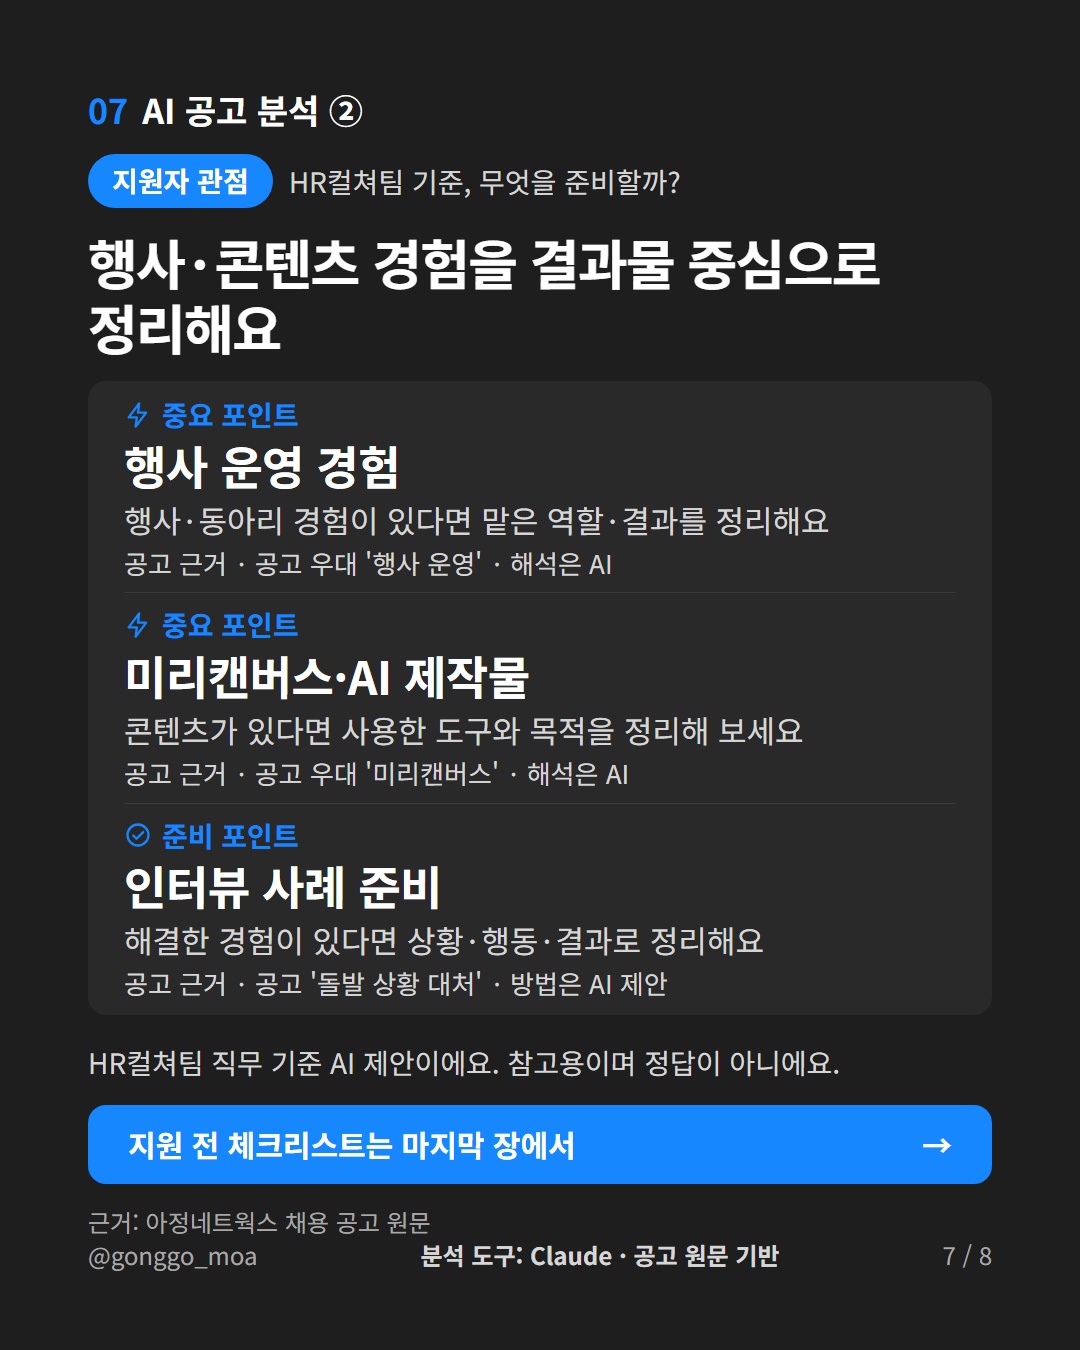 07 AI 공고 분석 ②
지원자 관점 HR컬쳐팀 기준, 무엇을 준비할까?
행사·콘텐츠 경험을 결과물 중심으로
정리해요
중요 포인트
행사 운영 경험
행사·동아리 경험이 있다면 맡은 역할·결과를 정리해요
공고 근거 · 공고 우대 '행사 운영' · 해석은 AI
중요 포인트
미리캔버스·AI 제작물
콘텐츠가 있다면 사용한 도구와 목적을 정리해 보세요
공고 근거 · 공고 우대 '미리캔버스' · 해석은 AI
준비 포인트
인터뷰 사례 준비
해결한 경험이 있다면 상황·행동·결과로 정리해요
공고 근거 · 공고 '돌발 상황 대처' · 방법은 AI 제안
HR컬쳐팀 직무 기준 AI 제안이에요. 참고용이며 정답이 아니에요.
지원 전 체크리스트는 마지막 장에서 →
근거: 아정네트웍스 채용 공고 원문
@gonggo_moa 분석 도구: Claude · 공고 원문 기반 7 / 8